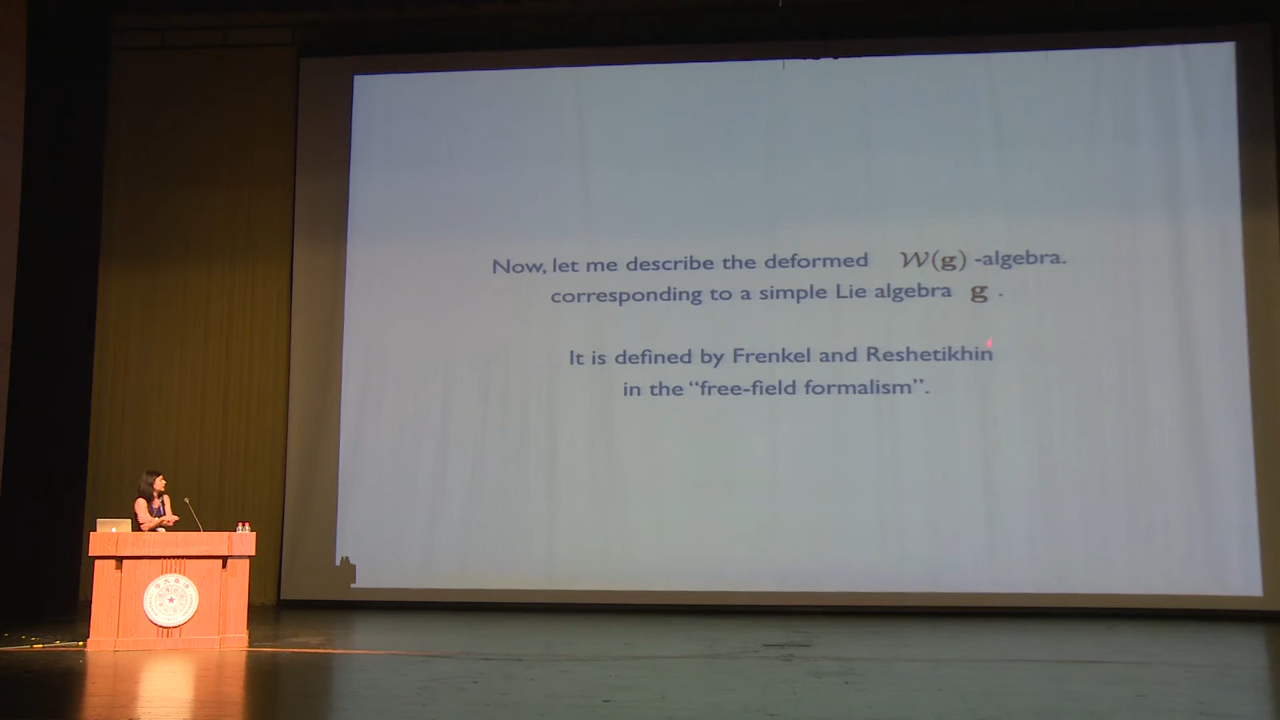 Now, let me describe the deformed 𝒲(g) -algebra.
corresponding to a simple Lie algebra g .
It is defined by Frenkel and Reshetikhin
in the “free-field formalism”.